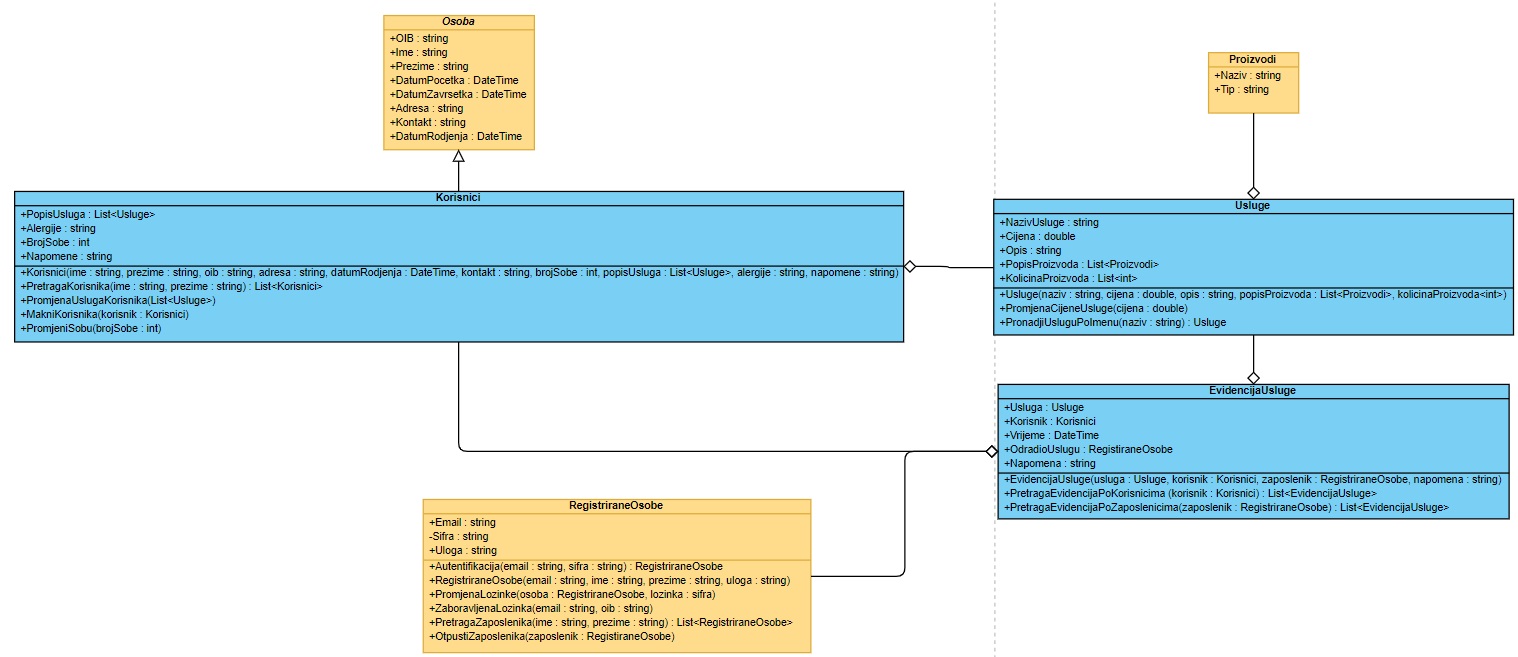 Osoba
+OIB : string
+Ime : string
+Prezime : string
+DatumPocetka : DateTime
+DatumZavrsetka : DateTime
+Adresa : string
+Kontakt : string
+DatumRodjenja : DateTime
Proizvodi
+Naziv : string
+Tip : string
Korisnici
+PopisUsluga : List<Usluge>
+Alergije : string
+BrojSobe : int
+Napomene : string
+Korisnici(ime : string, prezime : string, oib : string, adresa : string, datumRodjenja : DateTime, kontakt : string, brojSobe : int, popisUsluga : List<Usluge>, alergije : string, napomene : string)
+PretragaKorisnika(ime : string, prezime : string) : List<Korisnici>
+PromjenaUslugaKorisnika(List<Usluge>)
+MakniKorisnika(korisnik : Korisnici)
+PromjeniSobu(brojSobe : int)
Usluge
+NazivUsluge : string
+Cijena : double
+Opis : string
+PopisProizvoda : List<Proizvodi>
+KolicinaProizvoda : List<int>
+Usluge(naziv : string, cijena : double, opis : string, popisProizvoda : List<Proizvodi>, kolicinaProizvoda<int>)
+PromjenaCijeneUsluge(cijena : double)
+PronadjiUsluguPoImenu(naziv : string) : Usluge
EvidencijaUsluge
+Usluga : Usluge
+Korisnik : Korisnici
+Vrijeme : DateTime
+OdradioUslugu : RegistiraneOsobe
+Napomena : string
+EvidencijaUsluge(usluga : Usluge, korisnik : Korisnici, zaposlenik : RegistriraneOsobe, napomena : string)
+PretragaEvidencijaPoKorisnicima (korisnik : Korisnici) : List<EvidencijaUsluge>
+PretragaEvidencijaPoZaposlenicima(zaposlenik : RegistriraneOsobe) : List<EvidencijaUsluge>
RegistriraneOsobe
+Email : string
-Sifra : string
+Uloga : string
+Autentifikacija(email : string, sifra : string) : RegistriraneOsobe
+RegistriraneOsobe(email : string, ime : string, prezime : string, uloga : string)
+PromjenaLozinke(osoba : RegistriraneOsobe, lozinka : sifra)
+ZaboravljenaLozinka(email : string, oib : string)
+PretragaZaposlenika(ime : string, prezime : string) : List<RegistriraneOsobe>
+OtpustiZaposlenika(zaposlenik : RegistiraneOsobe)